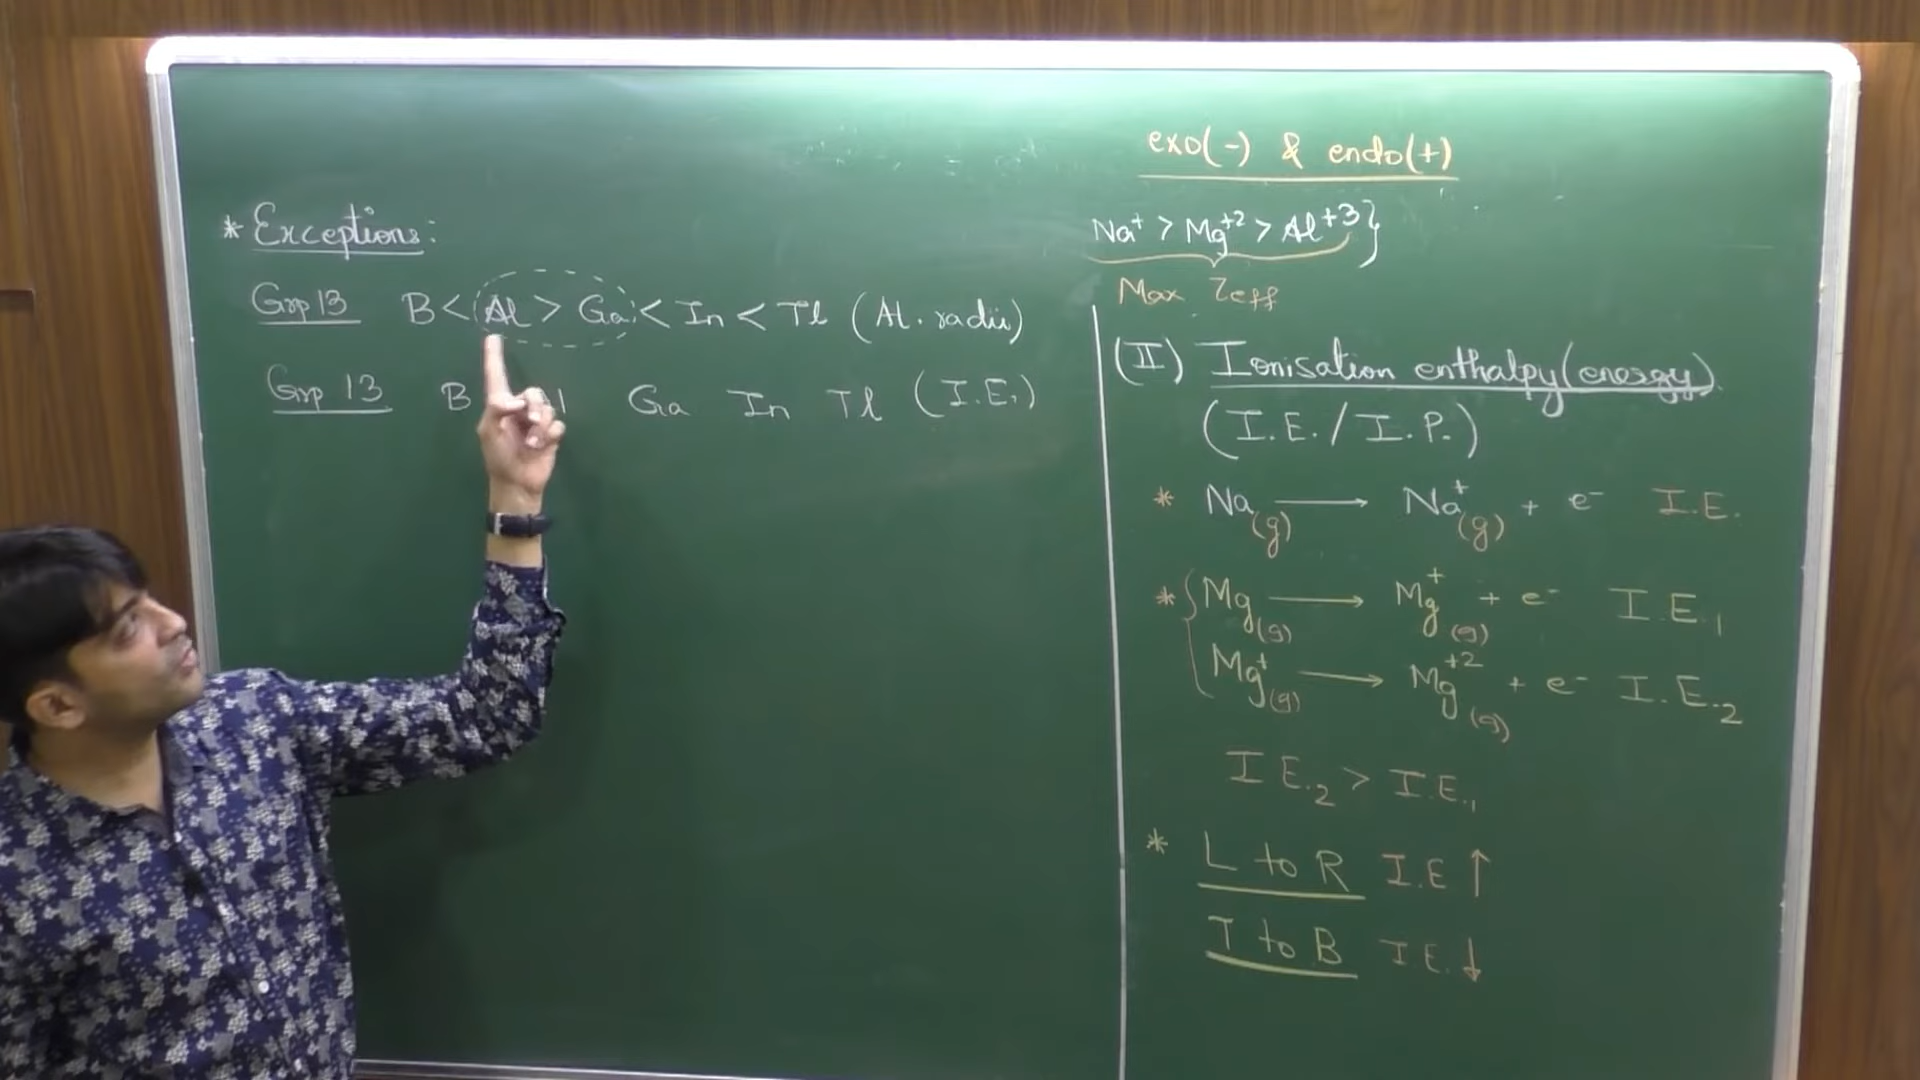 * Exceptions:
Grp 13 B < Al > Ga < In < Tl (At. radii)
Grp 13 B Ga In Tl (I.E.₁)
exo(-) & endo(+)
Na⁺ > Mg⁺² > Al⁺³}
Max Zeff
(II) Ionisation enthalpy (energy)
(I.E. / I.P.)
* Na(g) ⟶ Na⁺(g) + e⁻ I.E.
* { Mg(g) ⟶ Mg⁺(g) + e⁻ I.E.₁
Mg⁺(g) ⟶ Mg⁺²(g) + e⁻ I.E.₂
I.E.₂ > I.E.₁
* L to R I.E ↑
T to B I.E. ↓